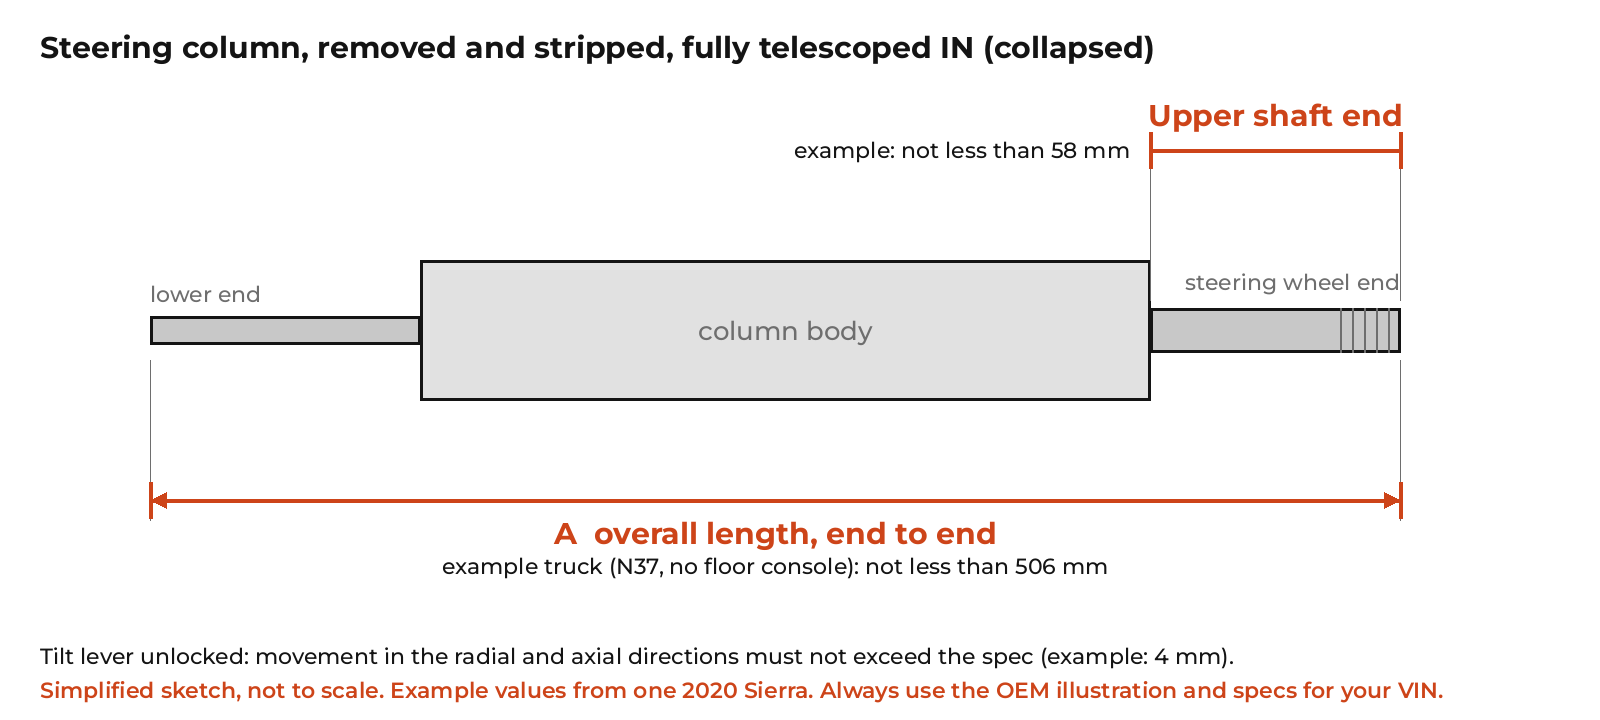 Steering column, removed and stripped, fully telescoped IN (collapsed)
Upper shaft end
example: not less than 58 mm
steering wheel end
lower end
column body
A overall length, end to end
example truck (N37, no floor console): not less than 506 mm
Tilt lever unlocked: movement in the radial and axial directions must not exceed the spec (example: 4 mm).
Simplified sketch, not to scale. Example values from one 2020 Sierra. Always use the OEM illustration and specs for your VIN.